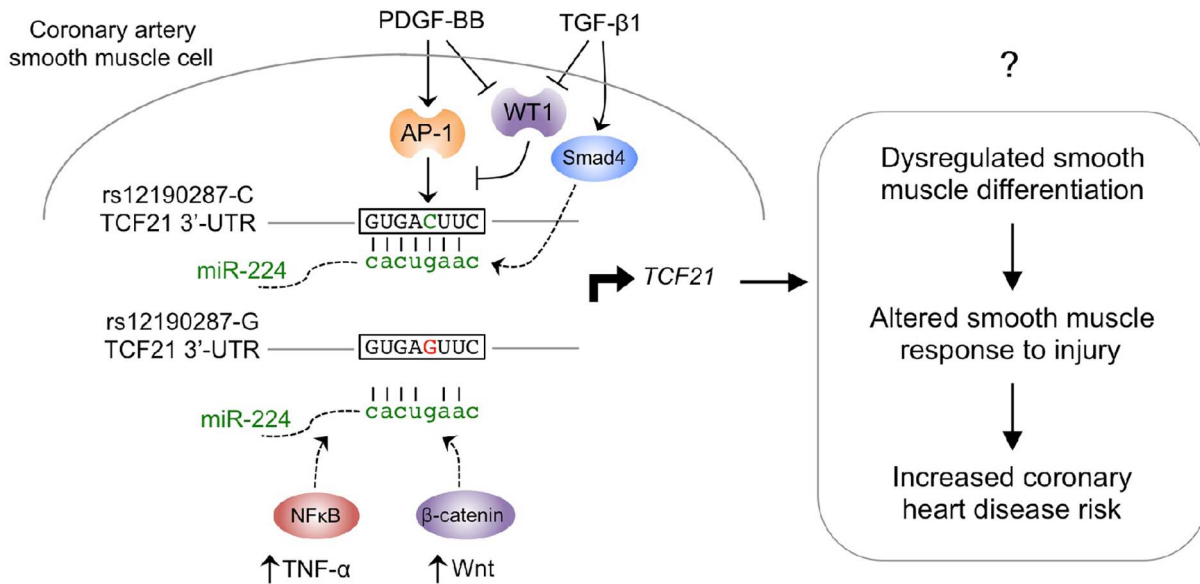 Coronary artery
smooth muscle cell
PDGF-BB
TGF-β1
WT1
AP-1
Smad4
rs12190287-C
TCF21 3’-UTR
GUGACUUC
miR-224
cacugaac
rs12190287-G
TCF21 3’-UTR
GUGAGUUC
miR-224
cacugaac
NFκB
β-catenin
↑TNF-α
↑Wnt
TCF21
?
Dysregulated smooth
muscle differentiation
Altered smooth muscle
response to injury
Increased coronary
heart disease risk